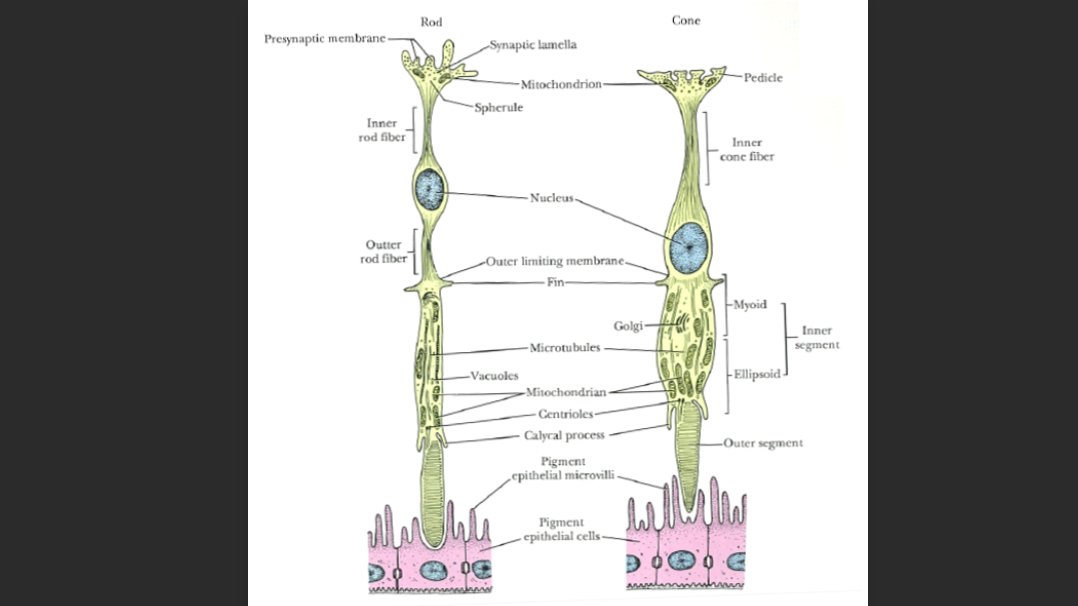 Rod
Cone
Presynaptic membrane
Synaptic lamella
Mitochondrion
Pedicle
Spherule
Inner
rod fiber
Inner
cone fiber
Nucleus
Outter
rod fiber
Outer limiting membrane
Fin
Myoid
Golgi
Inner
segment
Microtubules
Vacuoles
Ellipsoid
Mitochondrian
Centrioles
Calycal process
Outer segment
Pigment
epithelial microvilli
Pigment
epithelial cells